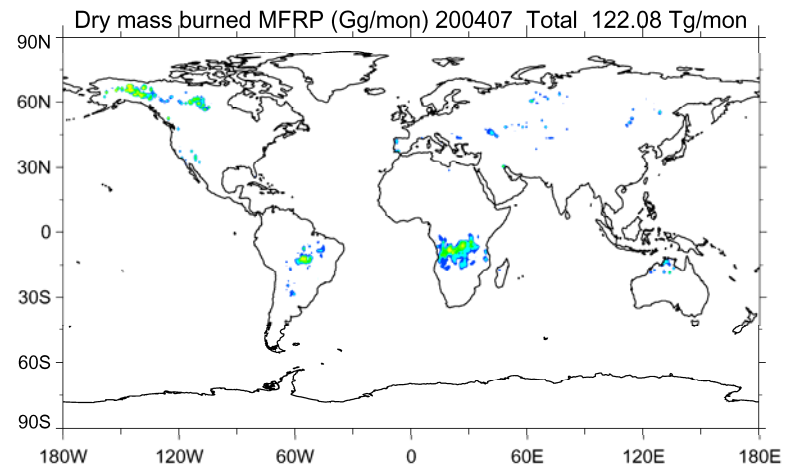 Dry mass burned MFRP (Gg/mon) 200407  Total  122.08 Tg/mon
90N
60N
30N
0
30S
60S
90S
180W 120W 60W 0 60E 120E 180E